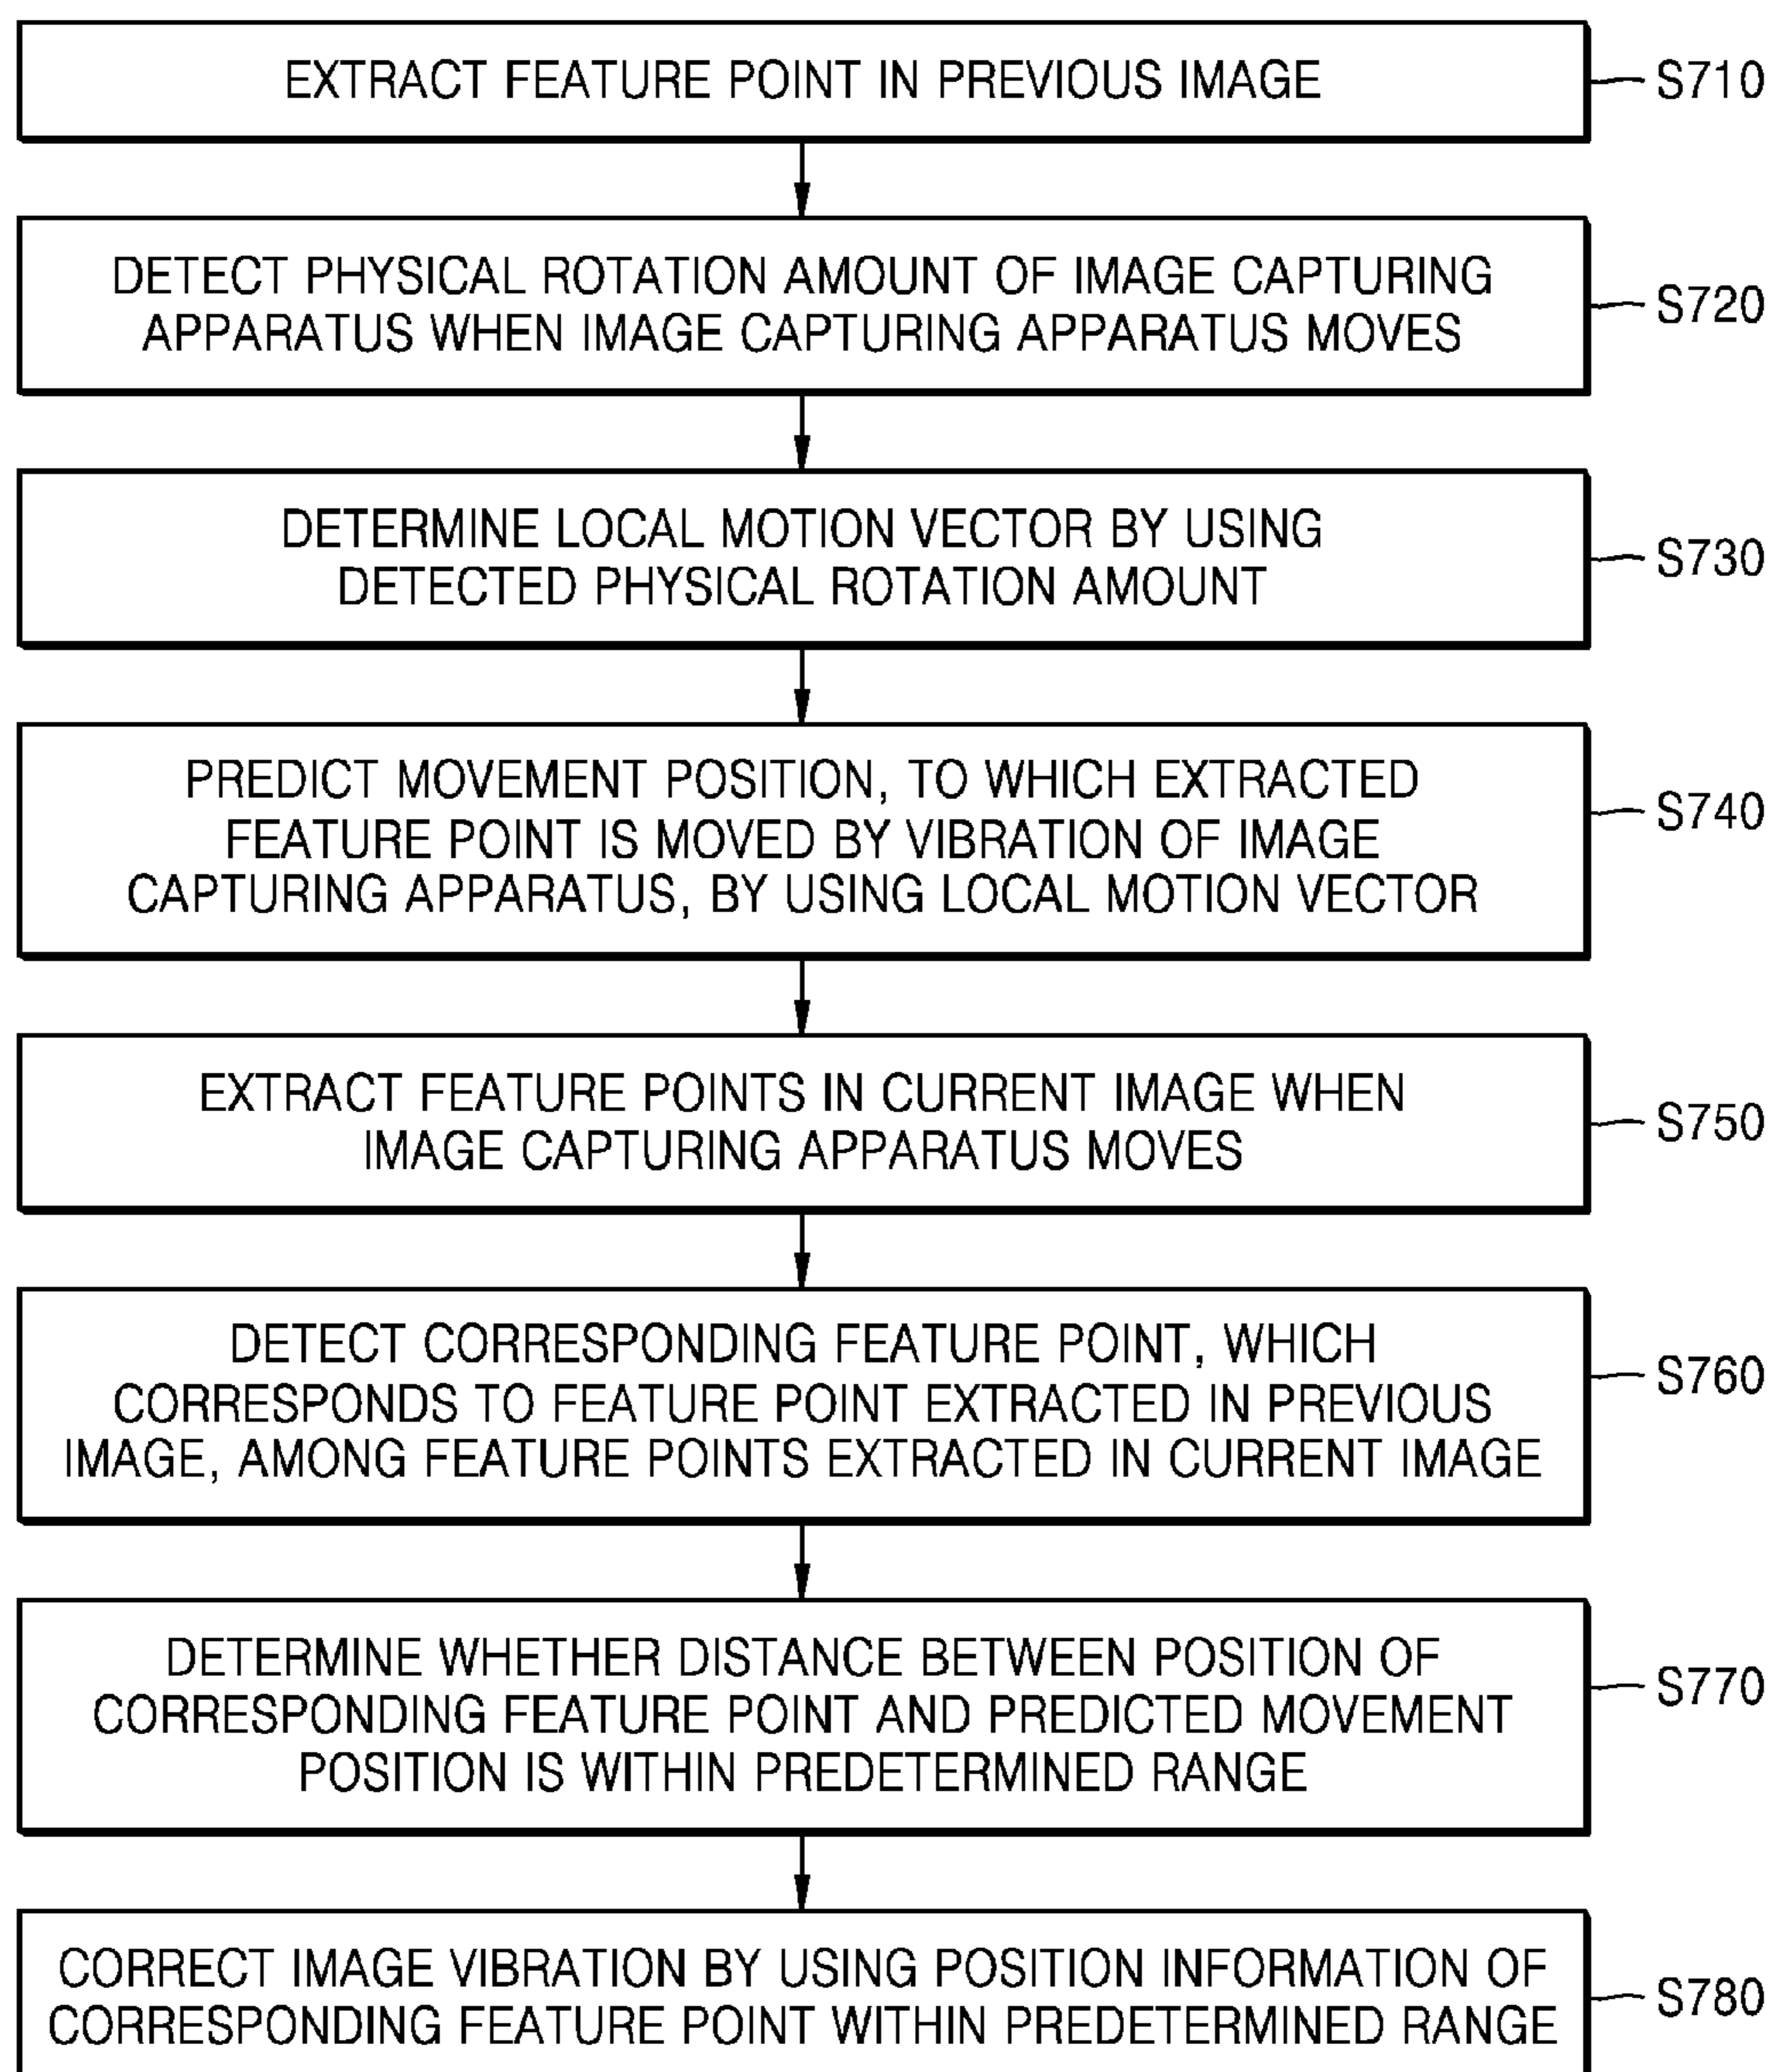 EXTRACT FEATURE POINT IN PREVIOUS IMAGE
S710
DETECT PHYSICAL ROTATION AMOUNT OF IMAGE CAPTURING
APPARATUS WHEN IMAGE CAPTURING APPARATUS MOVES
S720
DETERMINE LOCAL MOTION VECTOR BY USING
DETECTED PHYSICAL ROTATION AMOUNT
S730
PREDICT MOVEMENT POSITION, TO WHICH EXTRACTED
FEATURE POINT IS MOVED BY VIBRATION OF IMAGE
CAPTURING APPARATUS, BY USING LOCAL MOTION VECTOR
S740
EXTRACT FEATURE POINTS IN CURRENT IMAGE WHEN
IMAGE CAPTURING APPARATUS MOVES
S750
DETECT CORRESPONDING FEATURE POINT, WHICH
CORRESPONDS TO FEATURE POINT EXTRACTED IN PREVIOUS
IMAGE, AMONG FEATURE POINTS EXTRACTED IN CURRENT IMAGE
S760
DETERMINE WHETHER DISTANCE BETWEEN POSITION OF
CORRESPONDING FEATURE POINT AND PREDICTED MOVEMENT
POSITION IS WITHIN PREDETERMINED RANGE
S770
CORRECT IMAGE VIBRATION BY USING POSITION INFORMATION OF
CORRESPONDING FEATURE POINT WITHIN PREDETERMINED RANGE
S780